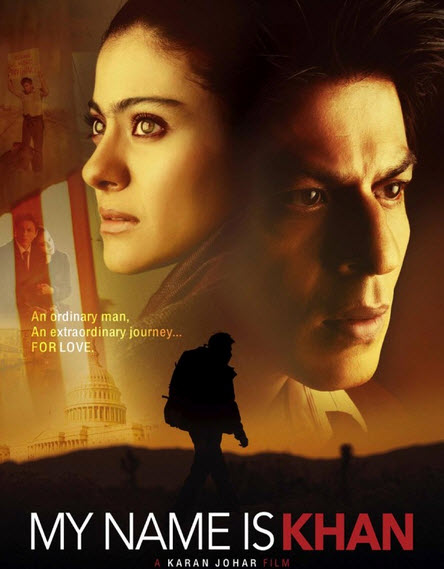 An ordinary man,
An extraordinary journey...
FOR LOVE.
MY NAME IS KHAN
A KARAN JOHAR FILM